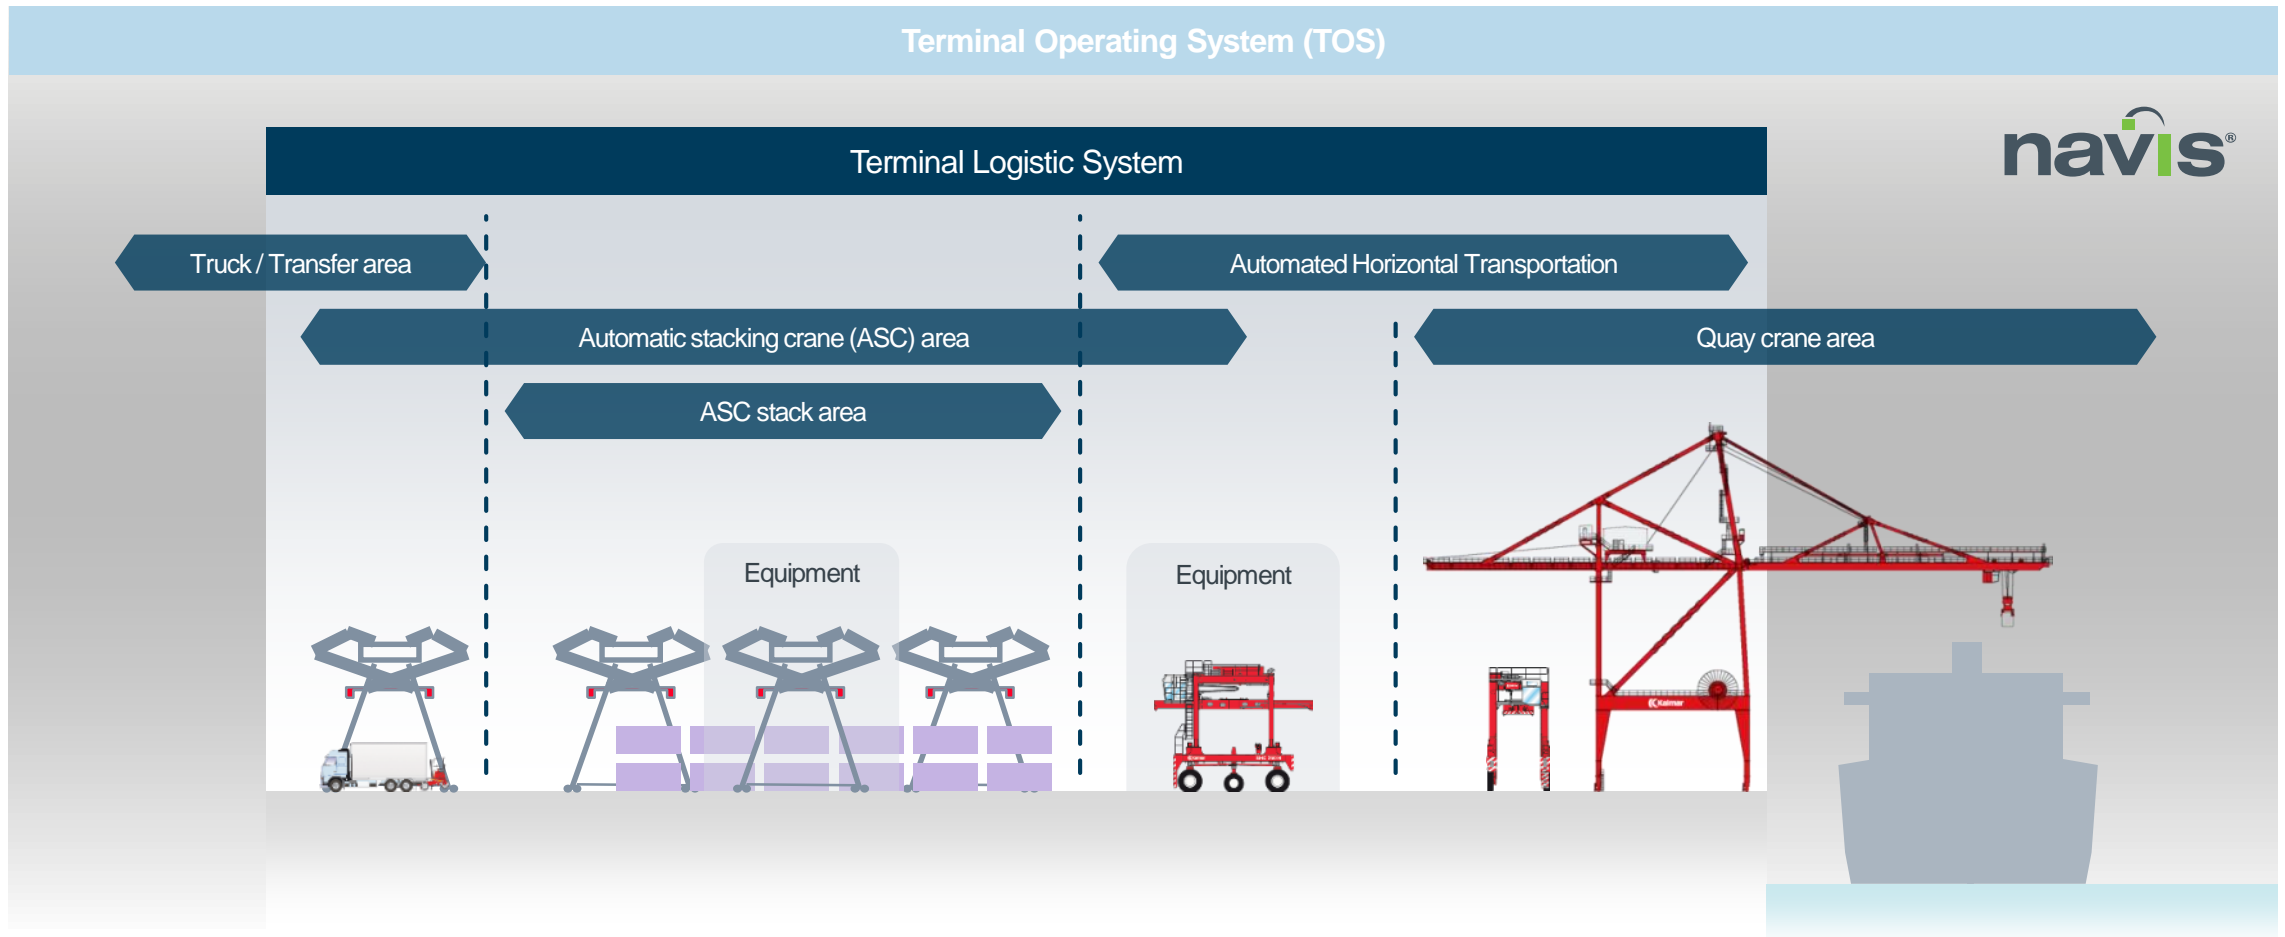 Terminal Operating System (TOS)
navis®
Terminal Logistic System
Truck / Transfer area
Automated Horizontal Transportation
Automatic stacking crane (ASC) area
Quay crane area
ASC stack area
Equipment
Equipment
Kalmar